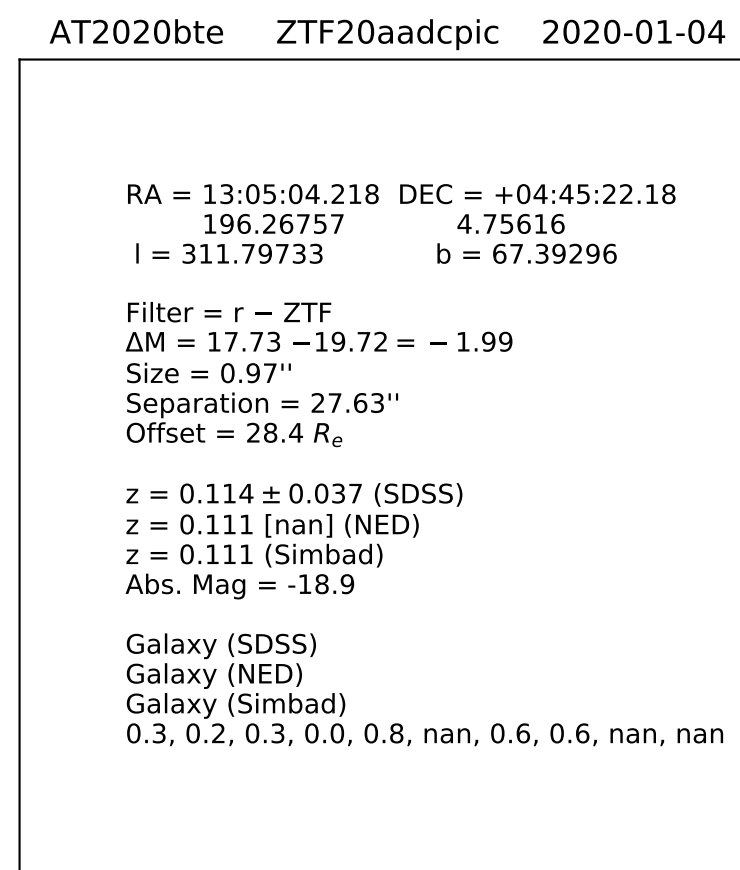 AT2020bte ZTF20aadcpic 2020-01-04
RA = 13:05:04.218 DEC = +04:45:22.18
196.26757 4.75616
l = 311.79733 b = 67.39296
Filter = r − ZTF
ΔM = 17.73 −19.72 = − 1.99
Size = 0.97''
Separation = 27.63''
Offset = 28.4 Re
z = 0.114 ± 0.037 (SDSS)
z = 0.111 [nan] (NED)
z = 0.111 (Simbad)
Abs. Mag = -18.9
Galaxy (SDSS)
Galaxy (NED)
Galaxy (Simbad)
0.3, 0.2, 0.3, 0.0, 0.8, nan, 0.6, 0.6, nan, nan